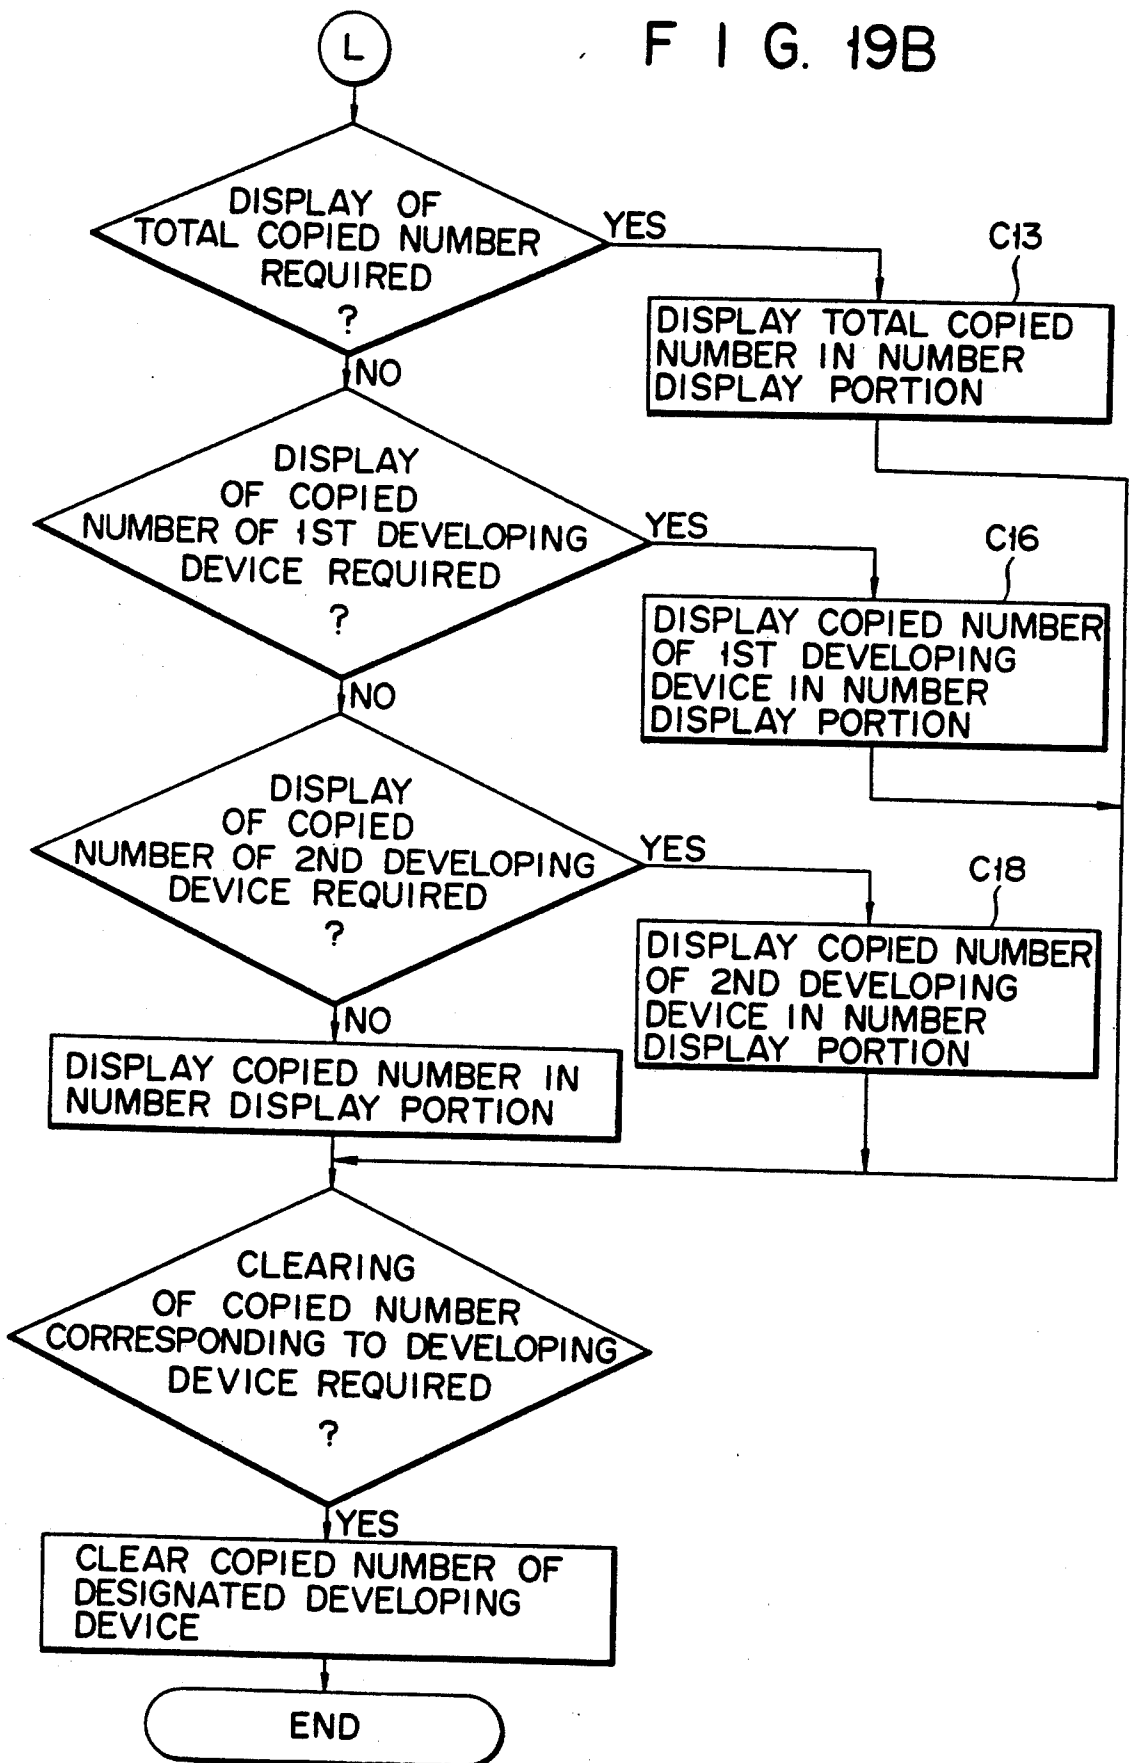 L
F I G. 19B
DISPLAY OF
TOTAL COPIED NUMBER
REQUIRED
?
YES
C13
DISPLAY TOTAL COPIED
NUMBER IN NUMBER
DISPLAY PORTION
NO
DISPLAY
OF COPIED
NUMBER OF 1ST DEVELOPING
DEVICE REQUIRED
?
YES
C16
DISPLAY COPIED NUMBER
OF 1ST DEVELOPING
DEVICE IN NUMBER
DISPLAY PORTION
NO
DISPLAY
OF COPIED
NUMBER OF 2ND DEVELOPING
DEVICE REQUIRED
?
YES
C18
DISPLAY COPIED NUMBER
OF 2ND DEVELOPING
DEVICE IN NUMBER
DISPLAY PORTION
NO
DISPLAY COPIED NUMBER IN
NUMBER DISPLAY PORTION
CLEARING
OF COPIED NUMBER
CORRESPONDING TO DEVELOPING
DEVICE REQUIRED
?
YES
CLEAR COPIED NUMBER OF
DESIGNATED DEVELOPING
DEVICE
END